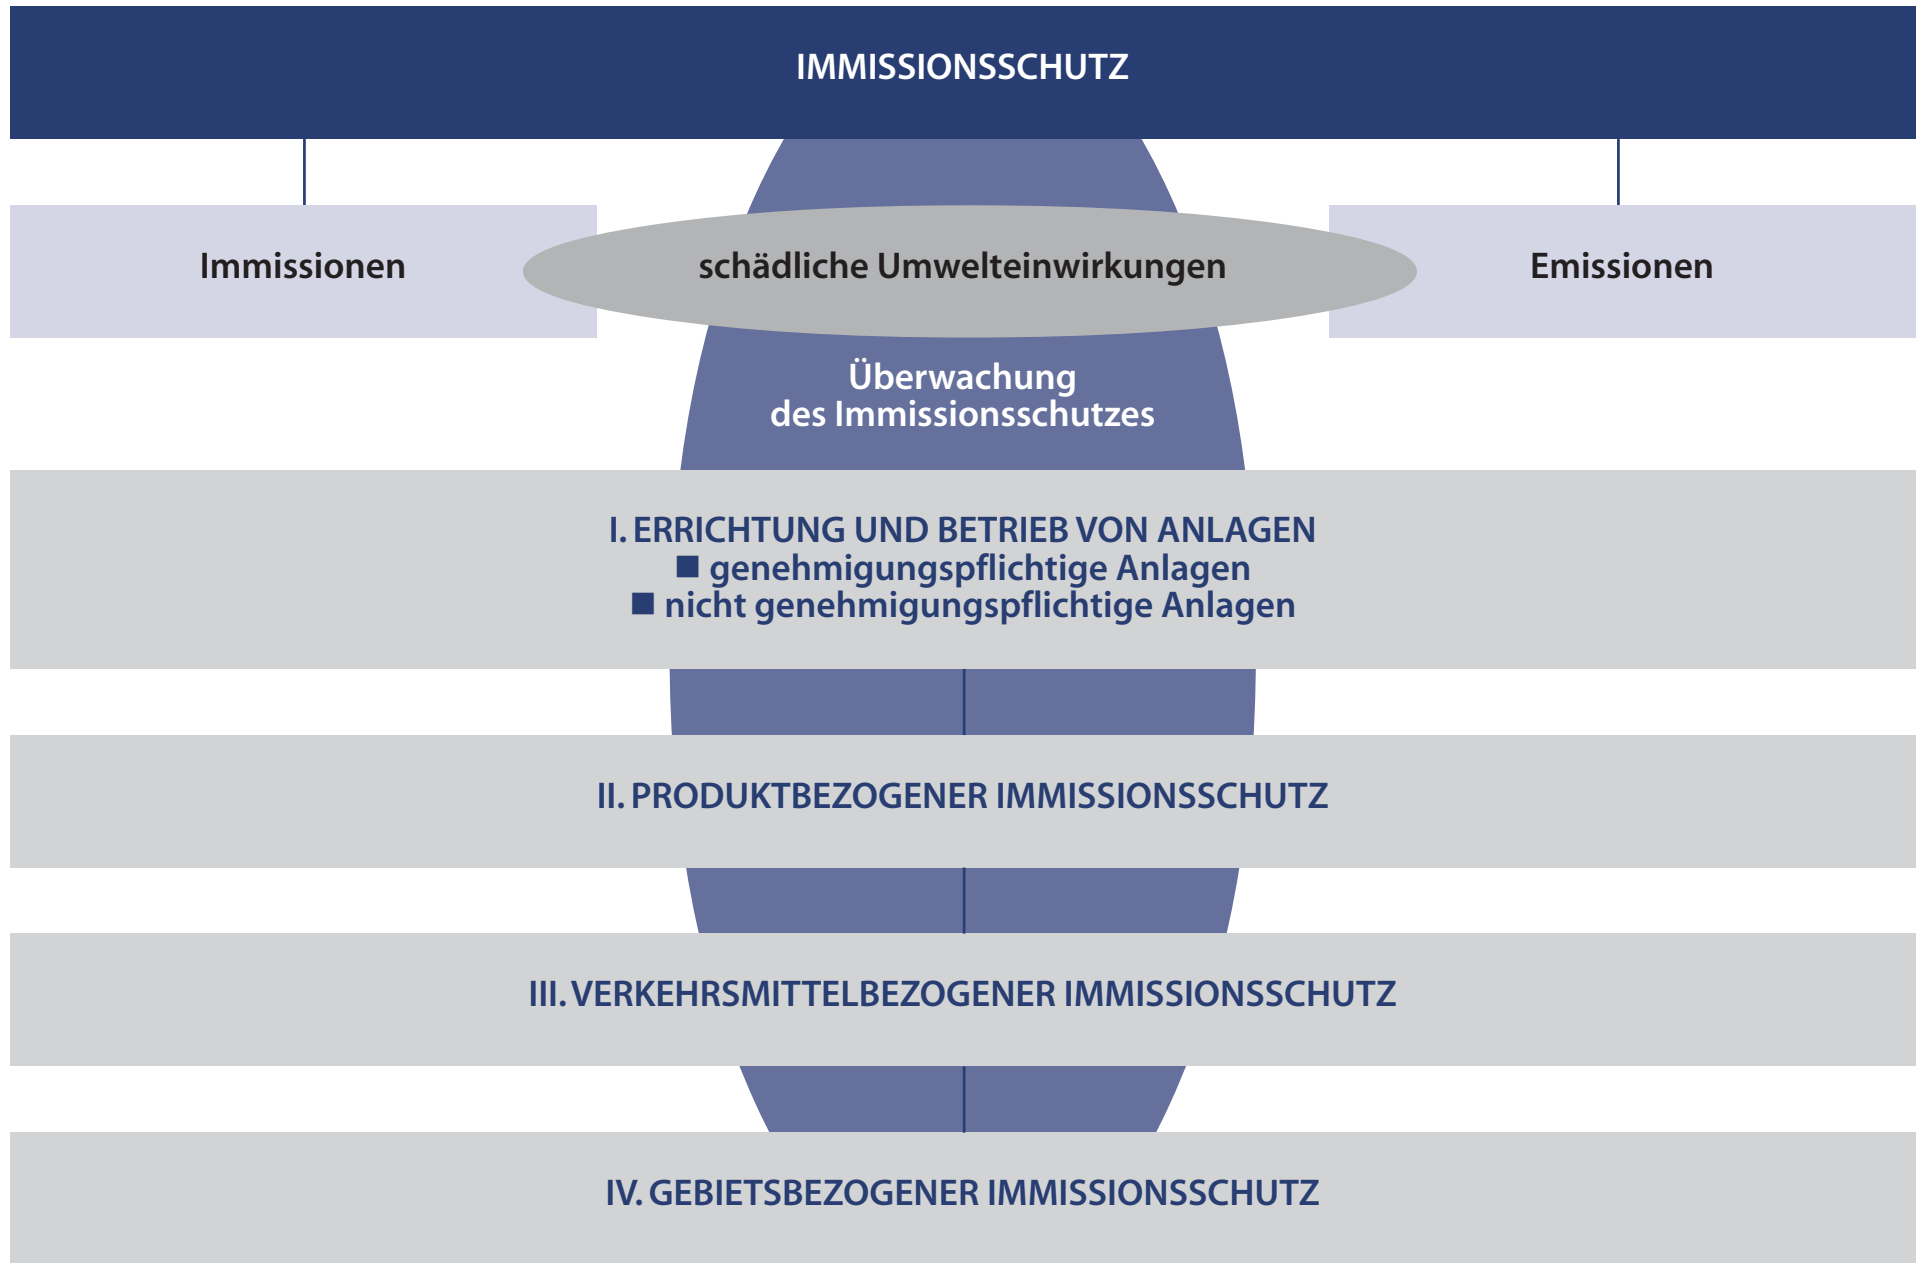 IMMISSIONSSCHUTZ
Immissionen
schädliche Umwelteinwirkungen
Emissionen
Überwachung
des Immissionsschutzes
I. ERRICHTUNG UND BETRIEB VON ANLAGEN
■ genehmigungspflichtige Anlagen
■ nicht genehmigungspflichtige Anlagen
II. PRODUKTBEZOGENER IMMISSIONSSCHUTZ
III. VERKEHRSMITTELBEZOGENER IMMISSIONSSCHUTZ
IV. GEBIETSBEZOGENER IMMISSIONSSCHUTZ